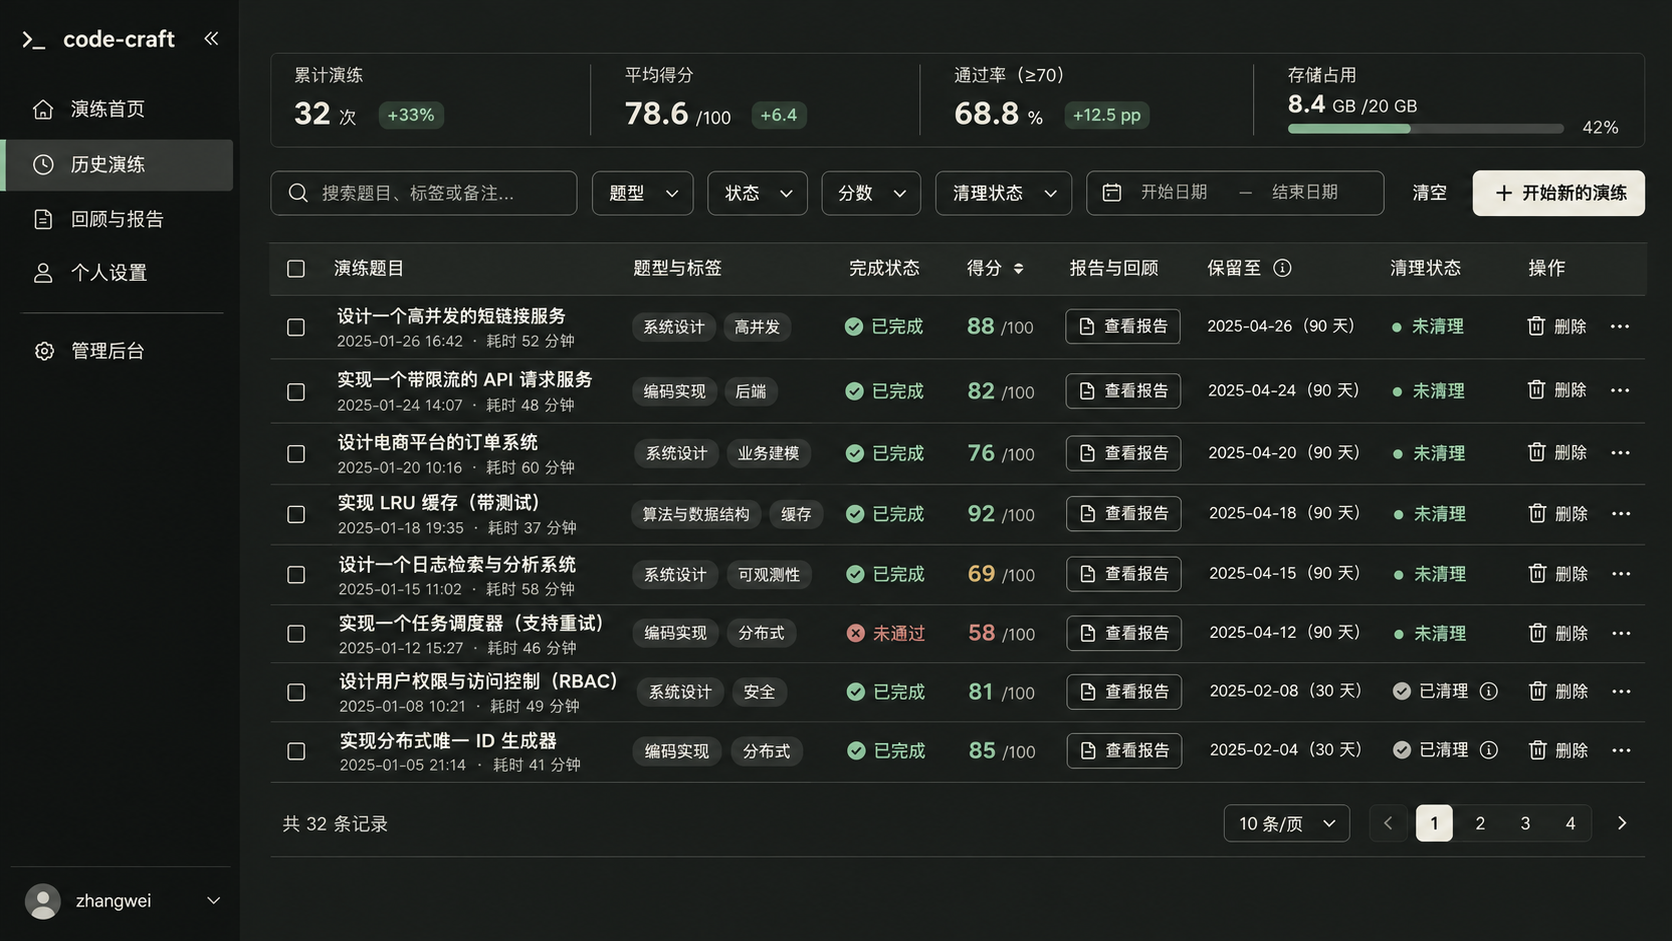 code-craft
演练首页
历史演练
回顾与报告
个人设置
管理后台
zhangwei
累计演练
32 次 +33%
平均得分
78.6 /100 +6.4
通过率（≥70）
68.8 % +12.5 pp
存储占用
8.4 GB /20 GB
42%
搜索题目、标签或备注... 题型 状态 分数 清理状态 开始日期 — 结束日期 清空 + 开始新的演练
演练题目 题型与标签 完成状态 得分 报告与回顾 保留至 清理状态 操作
设计一个高并发的短链接服务
2025-01-26 16:42 · 耗时 52 分钟
系统设计 高并发 已完成 88 /100 查看报告 2025-04-26（90 天） 未清理 删除 ···
实现一个带限流的 API 请求服务
2025-01-24 14:07 · 耗时 48 分钟
编码实现 后端 已完成 82 /100 查看报告 2025-04-24（90 天） 未清理 删除 ···
设计电商平台的订单系统
2025-01-20 10:16 · 耗时 60 分钟
系统设计 业务建模 已完成 76 /100 查看报告 2025-04-20（90 天） 未清理 删除 ···
实现 LRU 缓存（带测试）
2025-01-18 19:35 · 耗时 37 分钟
算法与数据结构 缓存 已完成 92 /100 查看报告 2025-04-18（90 天） 未清理 删除 ···
设计一个日志检索与分析系统
2025-01-15 11:02 · 耗时 58 分钟
系统设计 可观测性 已完成 69 /100 查看报告 2025-04-15（90 天） 未清理 删除 ···
实现一个任务调度器（支持重试）
2025-01-12 15:27 · 耗时 46 分钟
编码实现 分布式 未通过 58 /100 查看报告 2025-04-12（90 天） 未清理 删除 ···
设计用户权限与访问控制（RBAC）
2025-01-08 10:21 · 耗时 49 分钟
系统设计 安全 已完成 81 /100 查看报告 2025-02-08（30 天） 已清理 删除 ···
实现分布式唯一 ID 生成器
2025-01-05 21:14 · 耗时 41 分钟
编码实现 分布式 已完成 85 /100 查看报告 2025-02-04（30 天） 已清理 删除 ···
共 32 条记录 10 条/页 1 2 3 4